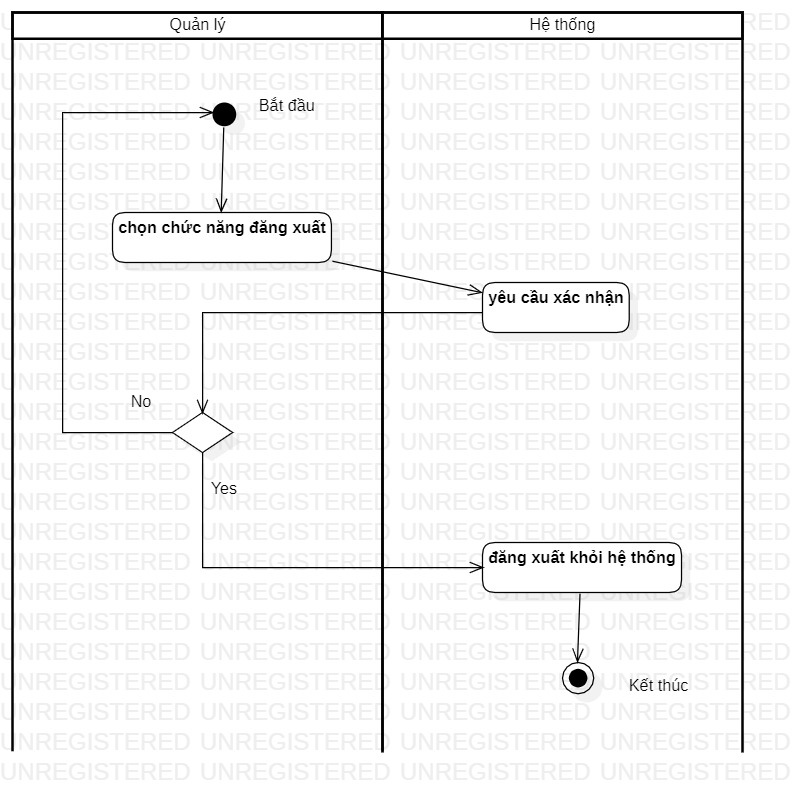 Quản lý
Hệ thống
Bắt đầu
chọn chức năng đăng xuất
yêu cầu xác nhận
No
Yes
đăng xuất khỏi hệ thống
Kết thúc
UNREGISTERED